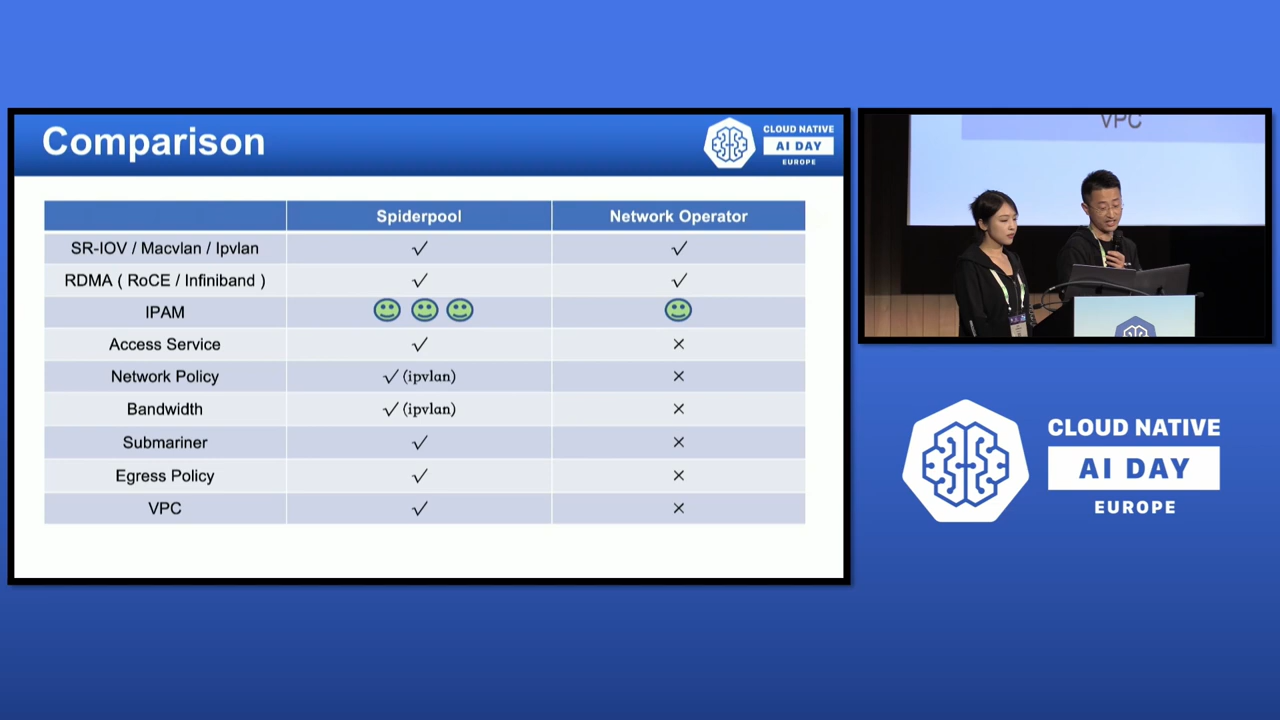 Comparison
CLOUD NATIVE
AI DAY
EUROPE
Spiderpool Network Operator
SR-IOV / Macvlan / Ipvlan ✓ ✓
RDMA ( RoCE / Infiniband ) ✓ ✓
IPAM
Access Service ✓ ×
Network Policy ✓ (ipvlan) ×
Bandwidth ✓ (ipvlan) ×
Submariner ✓ ×
Egress Policy ✓ ×
VPC ✓ ×
VPC
CLOUD NATIVE
AI DAY
EUROPE